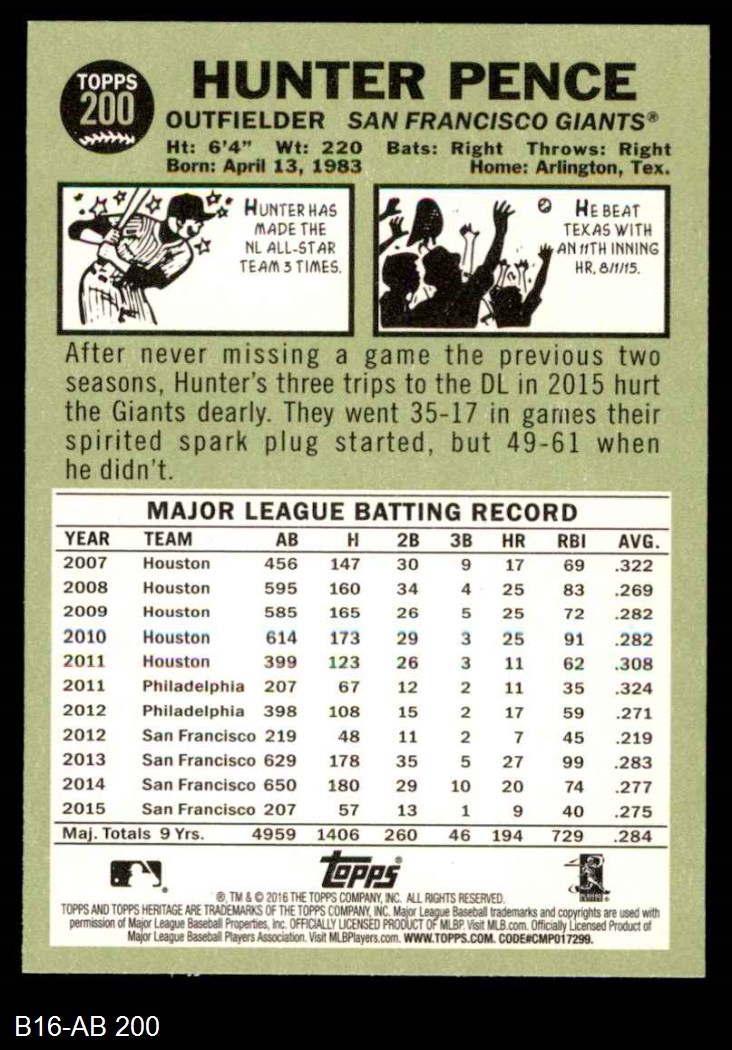 TOPPS
200
HUNTER PENCE
OUTFIELDER SAN FRANCISCO GIANTS®
Ht: 6'4" Wt: 220 Bats: Right Throws: Right
Born: April 13, 1983 Home: Arlington, Tex.
HUNTER HAS
MADE THE
NL ALL-STAR
TEAM 3 TIMES.
HE BEAT
TEXAS WITH
AN 11TH INNING
HR, 8/1/15.
After never missing a game the previous two
seasons, Hunter's three trips to the DL in 2015 hurt
the Giants dearly. They went 35-17 in games their
spirited spark plug started, but 49-61 when
he didn't.
MAJOR LEAGUE BATTING RECORD
YEAR TEAM AB H 2B 3B HR RBI AVG.
2007 Houston 456 147 30 9 17 69 .322
2008 Houston 595 160 34 4 25 83 .269
2009 Houston 585 165 26 5 25 72 .282
2010 Houston 614 173 29 3 25 91 .282
2011 Houston 399 123 26 3 11 62 .308
2011 Philadelphia 207 67 12 2 11 35 .324
2012 Philadelphia 398 108 15 2 17 59 .271
2012 San Francisco 219 48 11 2 7 45 .219
2013 San Francisco 629 178 35 5 27 99 .283
2014 San Francisco 650 180 29 10 20 74 .277
2015 San Francisco 207 57 13 1 9 40 .275
Maj. Totals 9 Yrs. 4959 1406 260 46 194 729 .284
Topps®
®, TM & © 2016 THE TOPPS COMPANY, INC. ALL RIGHTS RESERVED.
TOPPS AND TOPPS HERITAGE ARE TRADEMARKS OF THE TOPPS COMPANY, INC. Major League Baseball trademarks and copyrights are used with
permission of Major League Baseball Properties, Inc. OFFICIALLY LICENSED PRODUCT OF MLBP. Visit MLB.com. Officially Licensed Product of
Major League Baseball Players Association. Visit MLBPlayers.com. WWW.TOPPS.COM. CODE#CMP017299.
B16-AB 200